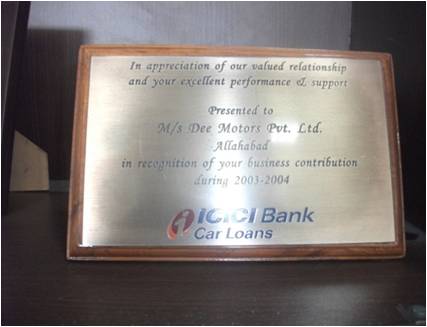 In appreciation of our valued relationship
and your excellent performance & support
Presented to
M/s Dee Motors Pvt. Ltd.
Allahabad
in recognition of your business contribution
during 2003-2004
ICICI Bank
Car Loans